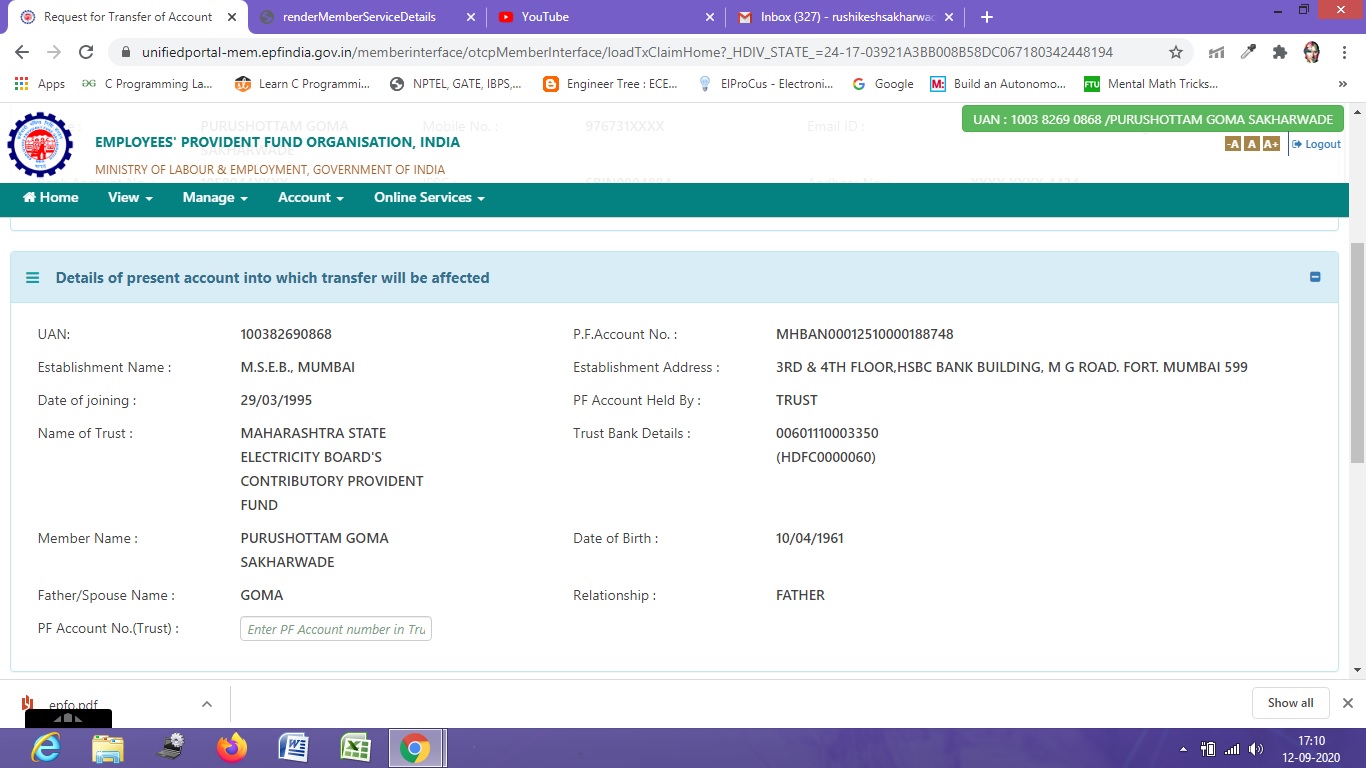 Request for Transfer of Account
renderMemberServiceDetails
YouTube
Inbox (327) - rushikeshsakharwad
unifiedportal-mem.epfindia.gov.in/memberinterface/otcpMemberInterface/loadTxClaimHome?_HDIV_STATE_=24-17-03921A3BB008B58DC067180342448194
Apps
C Programming La...
Learn C Programmi...
NPTEL, GATE, IBPS,...
Engineer Tree : ECE...
ElProCus - Electroni...
Google
Build an Autonomo...
Mental Math Tricks...
PURUSHOTTAM GOMA
Mobile No. :
976731XXXX
Email ID :
UAN : 1003 8269 0868 /PURUSHOTTAM GOMA SAKHARWADE
EMPLOYEES' PROVIDENT FUND ORGANISATION, INDIA
-A A A+
Logout
MINISTRY OF LABOUR & EMPLOYMENT, GOVERNMENT OF INDIA
Home
View
Manage
Account
Online Services
Details of present account into which transfer will be affected
UAN:
100382690868
P.F.Account No. :
MHBAN00012510000188748
Establishment Name :
M.S.E.B., MUMBAI
Establishment Address :
3RD & 4TH FLOOR,HSBC BANK BUILDING, M G ROAD. FORT. MUMBAI 599
Date of joining :
29/03/1995
PF Account Held By :
TRUST
Name of Trust :
MAHARASHTRA STATE
ELECTRICITY BOARD'S
CONTRIBUTORY PROVIDENT
FUND
Trust Bank Details :
00601110003350
(HDFC0000060)
Member Name :
PURUSHOTTAM GOMA
SAKHARWADE
Date of Birth :
10/04/1961
Father/Spouse Name :
GOMA
Relationship :
FATHER
PF Account No.(Trust) :
Enter PF Account number in Tru
epfo.pdf
Show all
17:10
12-09-2020